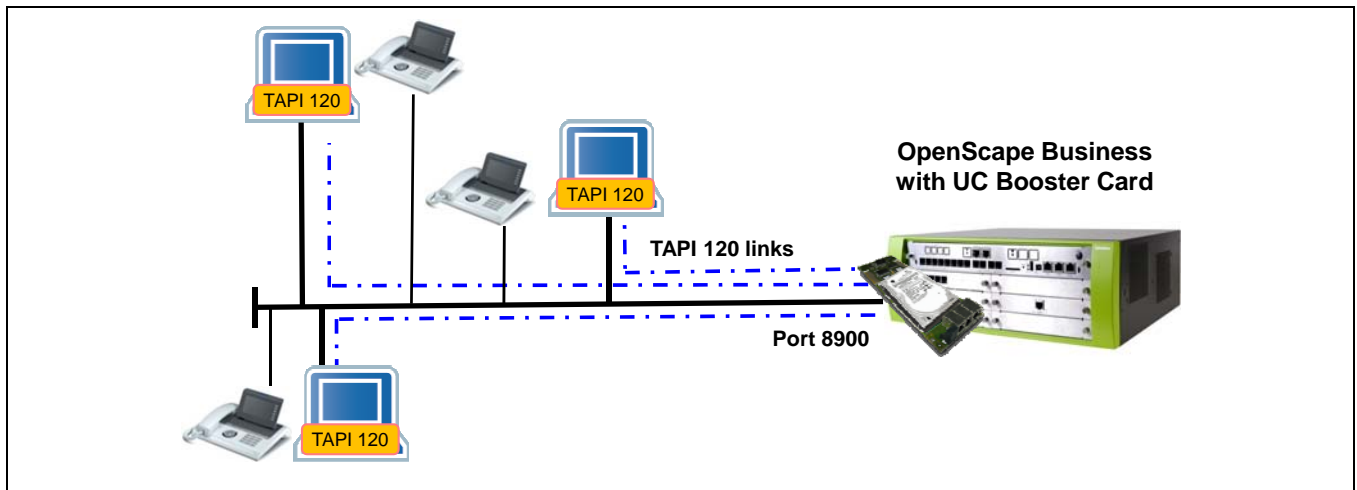 TAPI 120
TAPI 120
OpenScape Business
with UC Booster Card
TAPI 120 links
Port 8900
TAPI 120